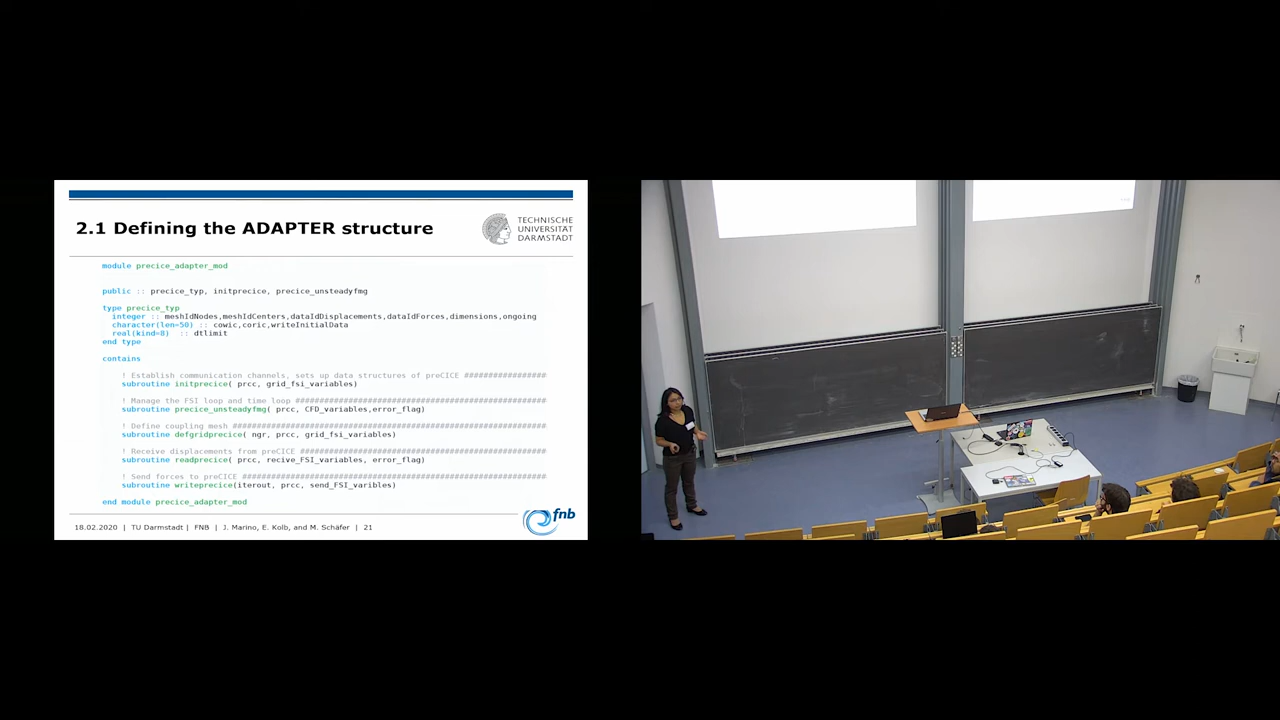 2.1 Defining the ADAPTER structure
TECHNISCHE
UNIVERSITÄT
DARMSTADT
module precice_adapter_mod
public :: precice_typ, initprecice, precice_unsteadyfmg
type precice_typ
integer :: meshIdNodes,meshIdCenters,dataIdDisplacements,dataIdForces,dimensions,ongoing
character(len=50) :: cowic,coric,writeInitialData
real(kind=8) :: dtlimit
end type
contains
! Establish communication channels, sets up data structures of preCICE #################
subroutine initprecice( prcc, grid_fsi_variables)
! Manage the FSI loop and time loop ####################################################
subroutine precice_unsteadyfmg( prcc, CFD_variables,error_flag)
! Define coupling mesh #################################################################
subroutine defgridprecice( ngr, prcc, grid_fsi_variables)
! Receive displacements from preCICE ###################################################
subroutine readprecice( prcc, recive_FSI_variables, error_flag)
! Send forces to preCICE ################################################################
subroutine writeprecice(iterout, prcc, send_FSI_varibles)
end module precice_adapter_mod
18.02.2020 | TU Darmstadt | FNB | J. Marino, E. Kolb, and M. Schäfer | 21
fnb